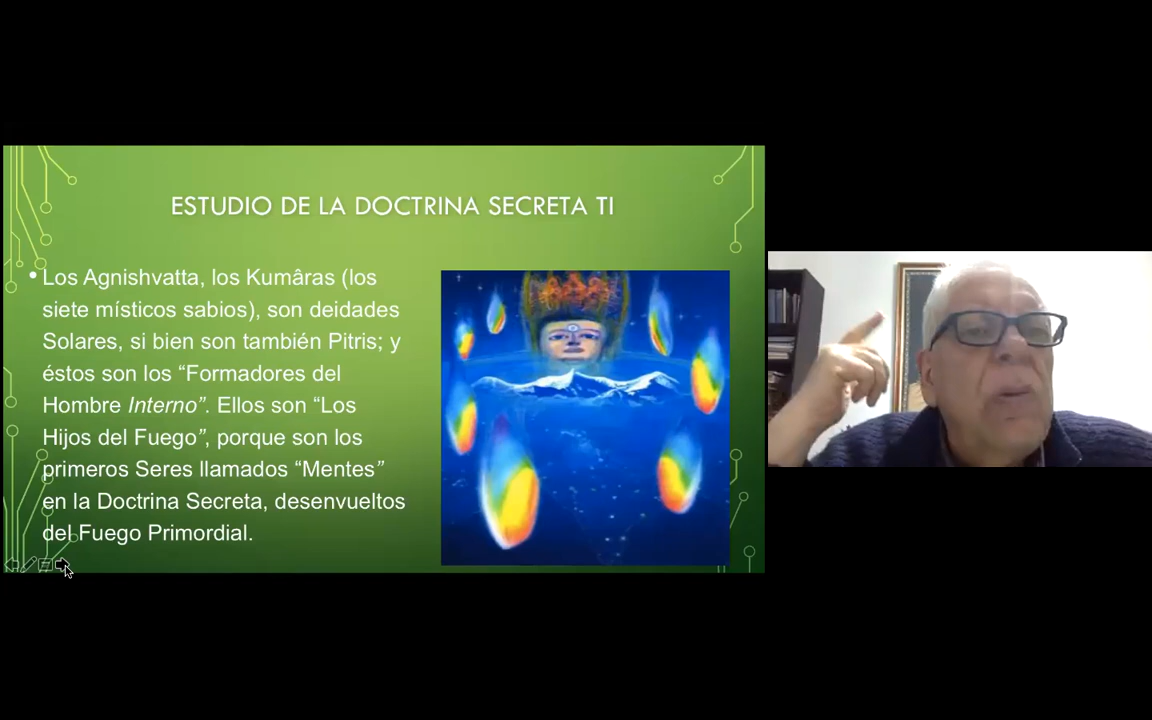 ESTUDIO DE LA DOCTRINA SECRETA TI
• Los Agnishvatta, los Kumâras (los
siete místicos sabios), son deidades
Solares, si bien son también Pitris; y
éstos son los “Formadores del
Hombre Interno”. Ellos son “Los
Hijos del Fuego”, porque son los
primeros Seres llamados “Mentes”
en la Doctrina Secreta, desenvueltos
del Fuego Primordial.